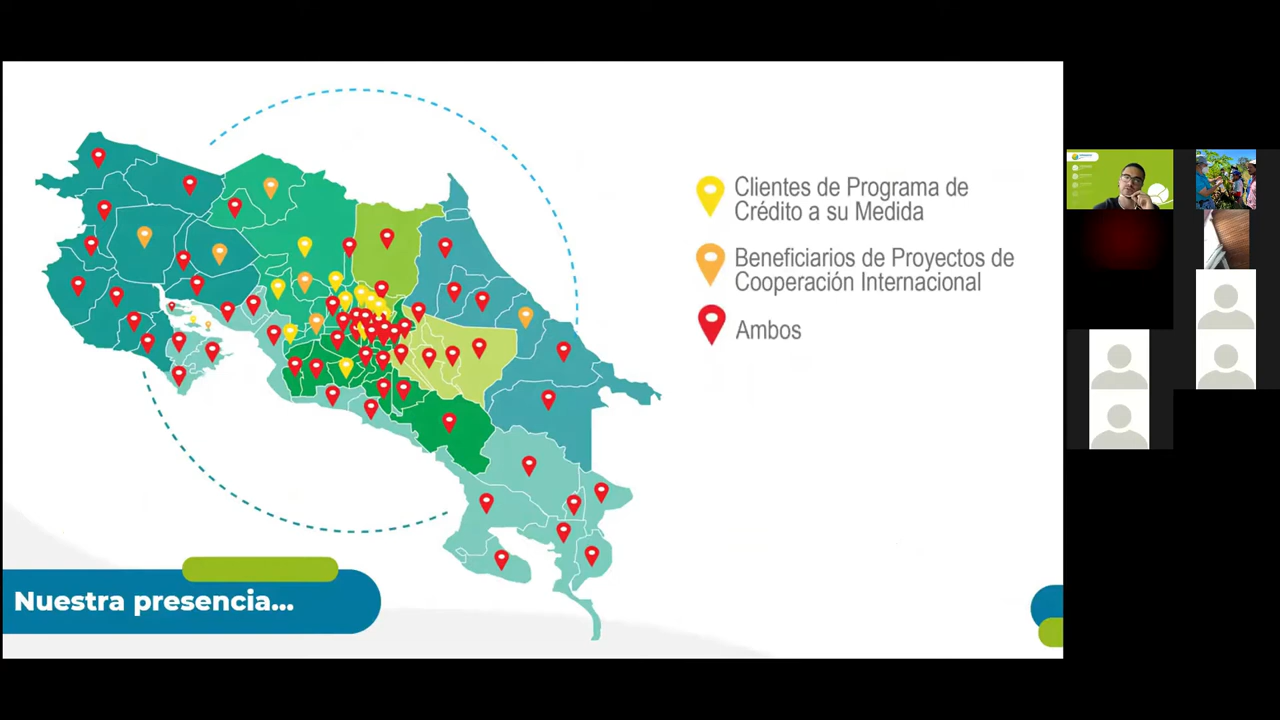 Clientes de Programa de
Crédito a su Medida
Beneficiarios de Proyectos de
Cooperación Internacional
Ambos
Nuestra presencia...